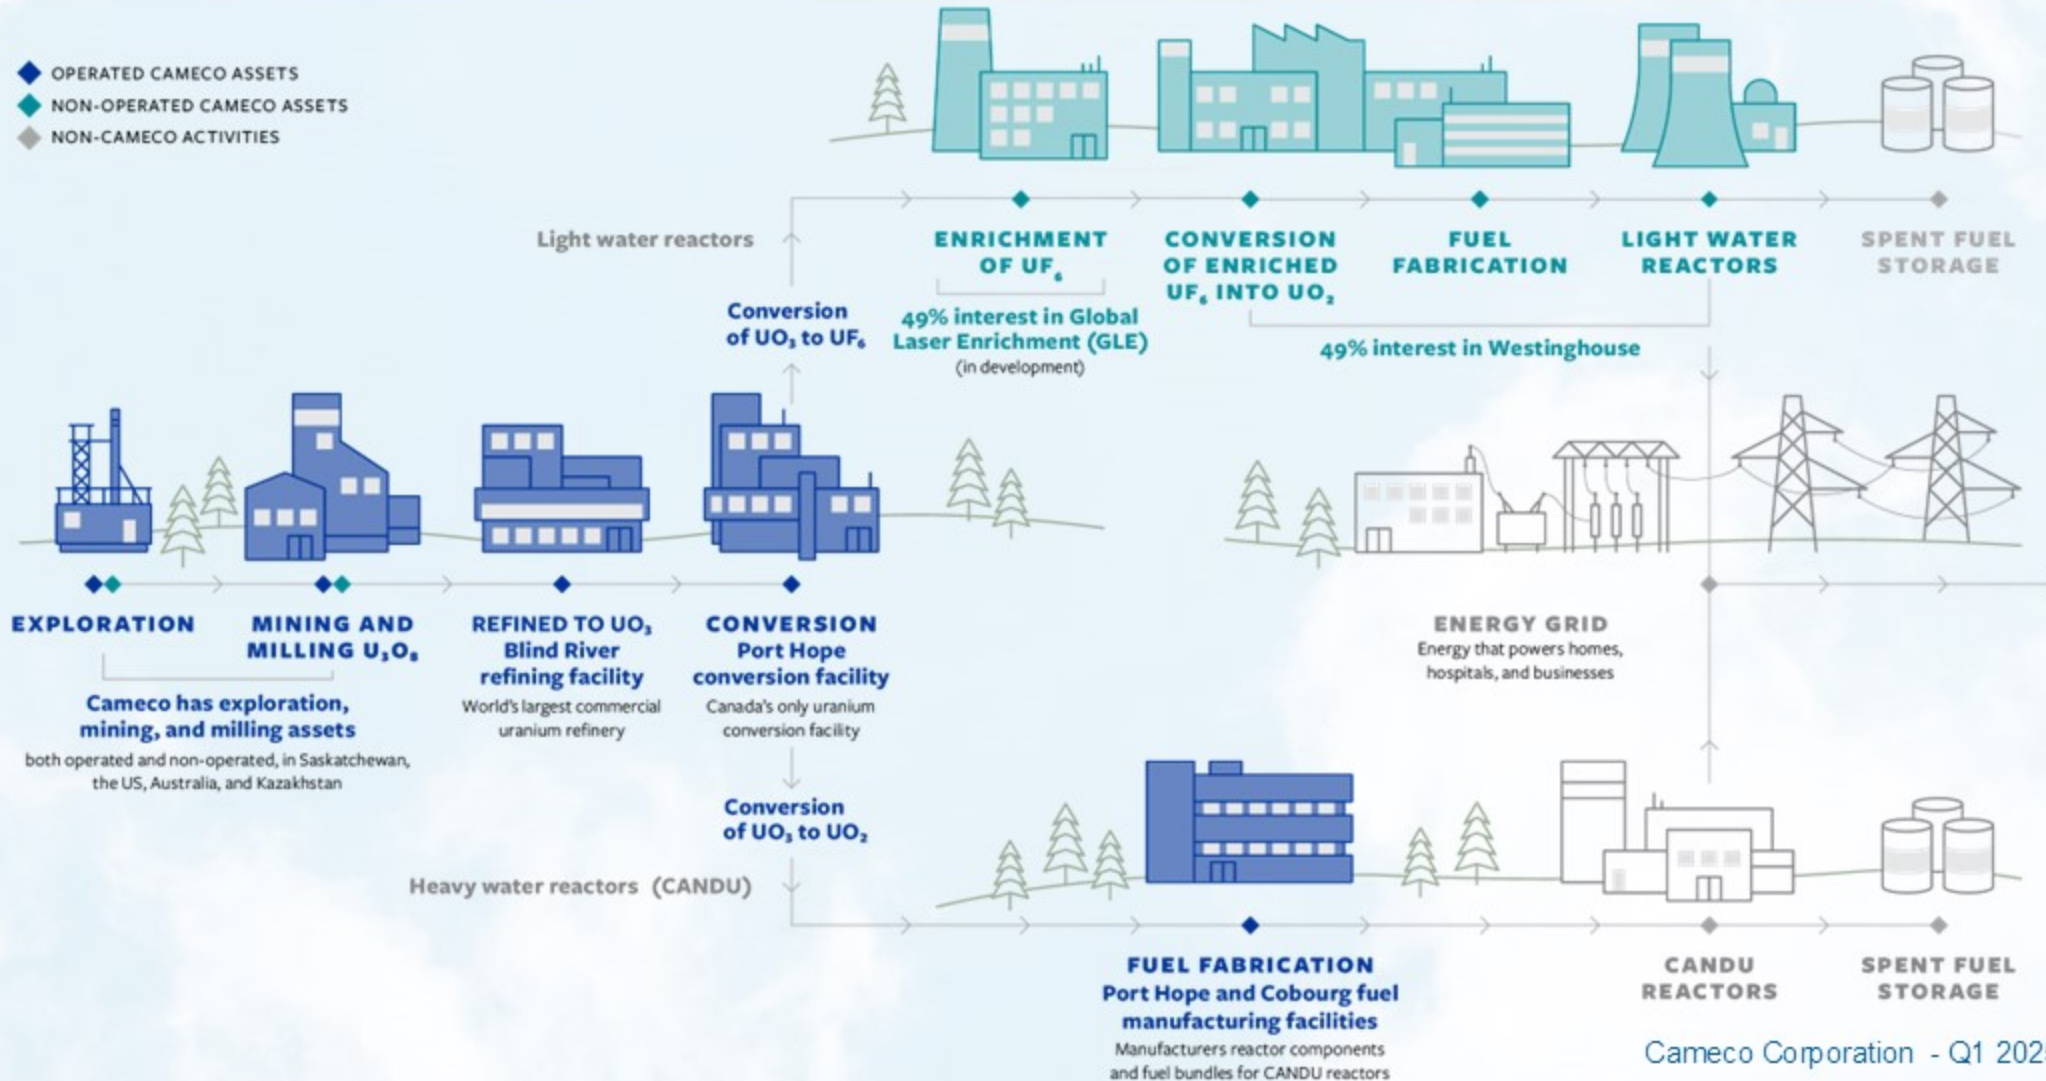 OPERATED CAMECO ASSETS
NON-OPERATED CAMECO ASSETS
NON-CAMECO ACTIVITIES
Light water reactors
ENRICHMENT
OF UF₆
49% interest in Global
Laser Enrichment (GLE)
(in development)
CONVERSION
OF ENRICHED
UF₆ INTO UO₂
FUEL
FABRICATION
LIGHT WATER
REACTORS
49% interest in Westinghouse
SPENT FUEL
STORAGE
Conversion
of UO₃ to UF₆
EXPLORATION
MINING AND
MILLING U₃O₈
Cameco has exploration,
mining, and milling assets
both operated and non-operated, in Saskatchewan,
the US, Australia, and Kazakhstan
REFINED TO UO₃
Blind River
refining facility
World's largest commercial
uranium refinery
CONVERSION
Port Hope
conversion facility
Canada's only uranium
conversion facility
ENERGY GRID
Energy that powers homes,
hospitals, and businesses
Conversion
of UO₃ to UO₂
Heavy water reactors (CANDU)
FUEL FABRICATION
Port Hope and Cobourg fuel
manufacturing facilities
Manufacturers reactor components
and fuel bundles for CANDU reactors
CANDU
REACTORS
SPENT FUEL
STORAGE
Cameco Corporation - Q1